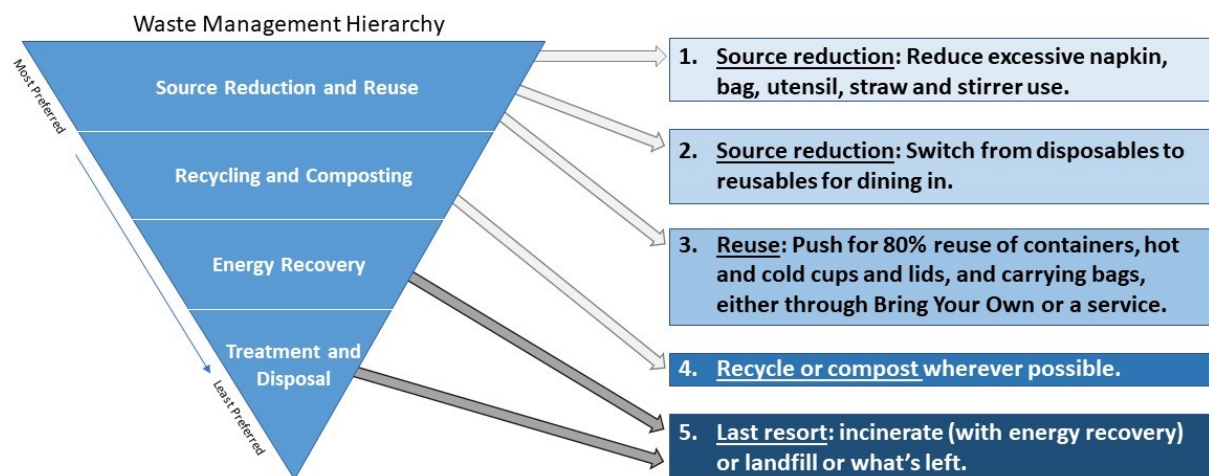 Waste Management Hierarchy
Most Preferred
Source Reduction and Reuse
Recycling and Composting
Energy Recovery
Treatment and
Disposal
Least Preferred
1. Source reduction: Reduce excessive napkin,
bag, utensil, straw and stirrer use.
2. Source reduction: Switch from disposables to
reusables for dining in.
3. Reuse: Push for 80% reuse of containers, hot
and cold cups and lids, and carrying bags,
either through Bring Your Own or a service.
4. Recycle or compost wherever possible.
5. Last resort: incinerate (with energy recovery)
or landfill or what's left.